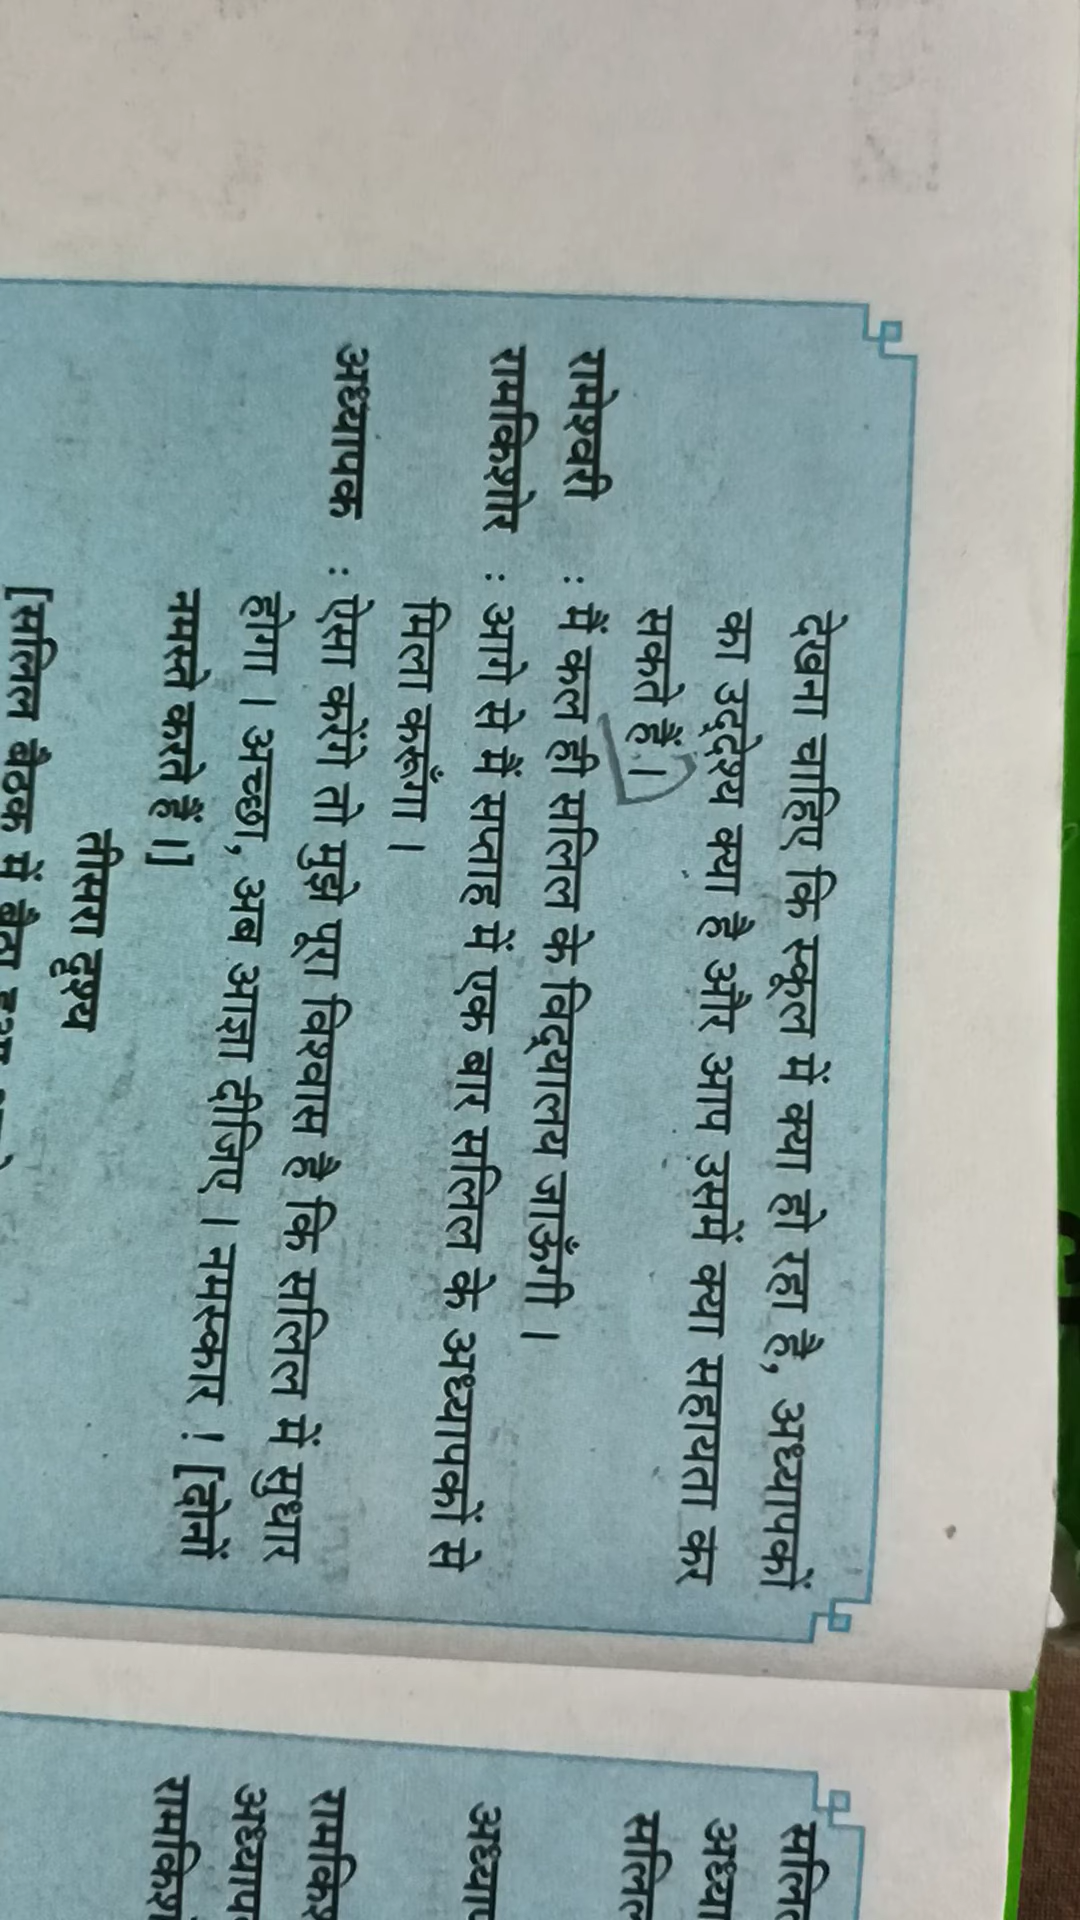 देखना चाहिए कि स्कूल में क्या हो रहा है, अध्यापकों
का उद्देश्य क्या है और आप उसमें क्या सहायता कर
सकते हैं।
रामेश्वरी : मैं कल ही सलिल के विद्यालय जाऊँगी ।
रामकिशोर : आगे से मैं सप्ताह में एक बार सलिल के अध्यापकों से
मिला करूँगा ।
अध्यापक : ऐसा करेंगे तो मुझे पूरा विश्वास है कि सलिल में सुधार
होगा । अच्छा, अब आज्ञा दीजिए । नमस्कार ! [दोनों
नमस्ते करते हैं ।]
तीसरा दृश्य
[सलिल बैठक में बैठा
सलिल
अध्या
सलिल
अध्या
रामकिश
अध्याप
रामकिश